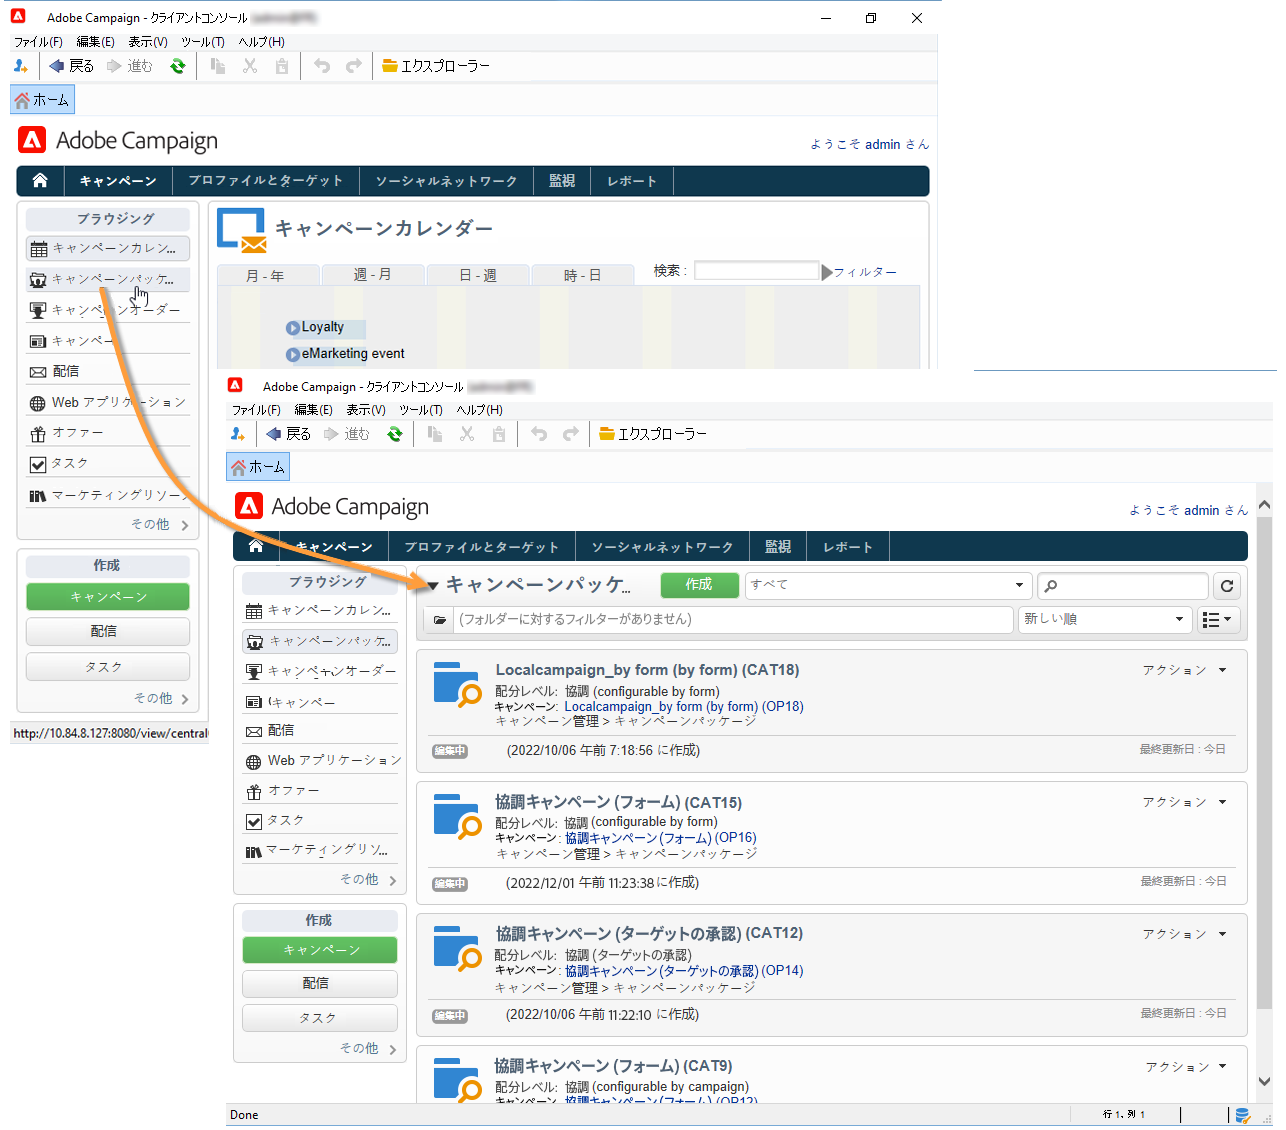 Adobe Campaign - クライアントコンソール
ファイル(F) 編集(E) 表示(V) ツール(T) ヘルプ(H)
戻る 進む エクスプローラー
ホーム
Adobe Campaign
ようこそ admin さん
キャンペーン プロファイルとターゲット ソーシャルネットワーク 監視 レポート
ブラウジング
キャンペーンカレン...
キャンペーンパッケ...
キャンペーンオーダー
キャンペー
配信
Web アプリケーション
オファー
タスク
マーケティングリソー
その他
作成
キャンペーン
配信
タスク
その他
http://10.84.8.127:8080/view/central
キャンペーンカレンダー
月 - 年 週 - 月 日 - 週 時 - 日 検索 : フィルター
Loyalty
eMarketing event
Adobe Campaign - クライアントコンソール
ファイル(F) 編集(E) 表示(V) ツール(T) ヘルプ(H)
戻る 進む エクスプローラー
ホーム
Adobe Campaign
ようこそ admin さん
キャンペーン プロファイルとターゲット ソーシャルネットワーク 監視 レポート
ブラウジング
キャンペーンカレン...
キャンペーンパッケ...
キャンペーンオーダー
キャンペー
配信
Web アプリケーション
オファー
タスク
マーケティングリソ...
その他
作成
キャンペーン
配信
タスク
その他
キャンペーンパッケ... 作成 すべて
(フォルダーに対するフィルターがありません) 新しい順
Localcampaign_by form (by form) (CAT18) アクション
配分レベル: 協調 (configurable by form)
キャンペーン: Localcampaign_by form (by form) (OP18)
キャンペーン管理 > キャンペーンパッケージ
編集中 (2022/10/06 午前 7:18:56 に作成) 最終更新日 : 今日
協調キャンペーン (フォーム) (CAT15) アクション
配分レベル: 協調 (configurable by form)
キャンペーン: 協調キャンペーン (フォーム) (OP16)
キャンペーン管理 > キャンペーンパッケージ
編集中 (2022/12/01 午前 11:23:38 に作成) 最終更新日 : 今日
協調キャンペーン (ターゲットの承認) (CAT12) アクション
配分レベル: 協調 (ターゲットの承認)
キャンペーン: 協調キャンペーン (ターゲットの承認) (OP14)
キャンペーン管理 > キャンペーンパッケージ
編集中 (2022/10/06 午前 11:22:10 に作成) 最終更新日 : 今日
協調キャンペーン (フォーム) (CAT9) アクション
配分レベル: 協調 (configurable by campaign)
キャンペーン: 協調キャンペーン (フォーム) (OP12)
Done 行 1、列 1